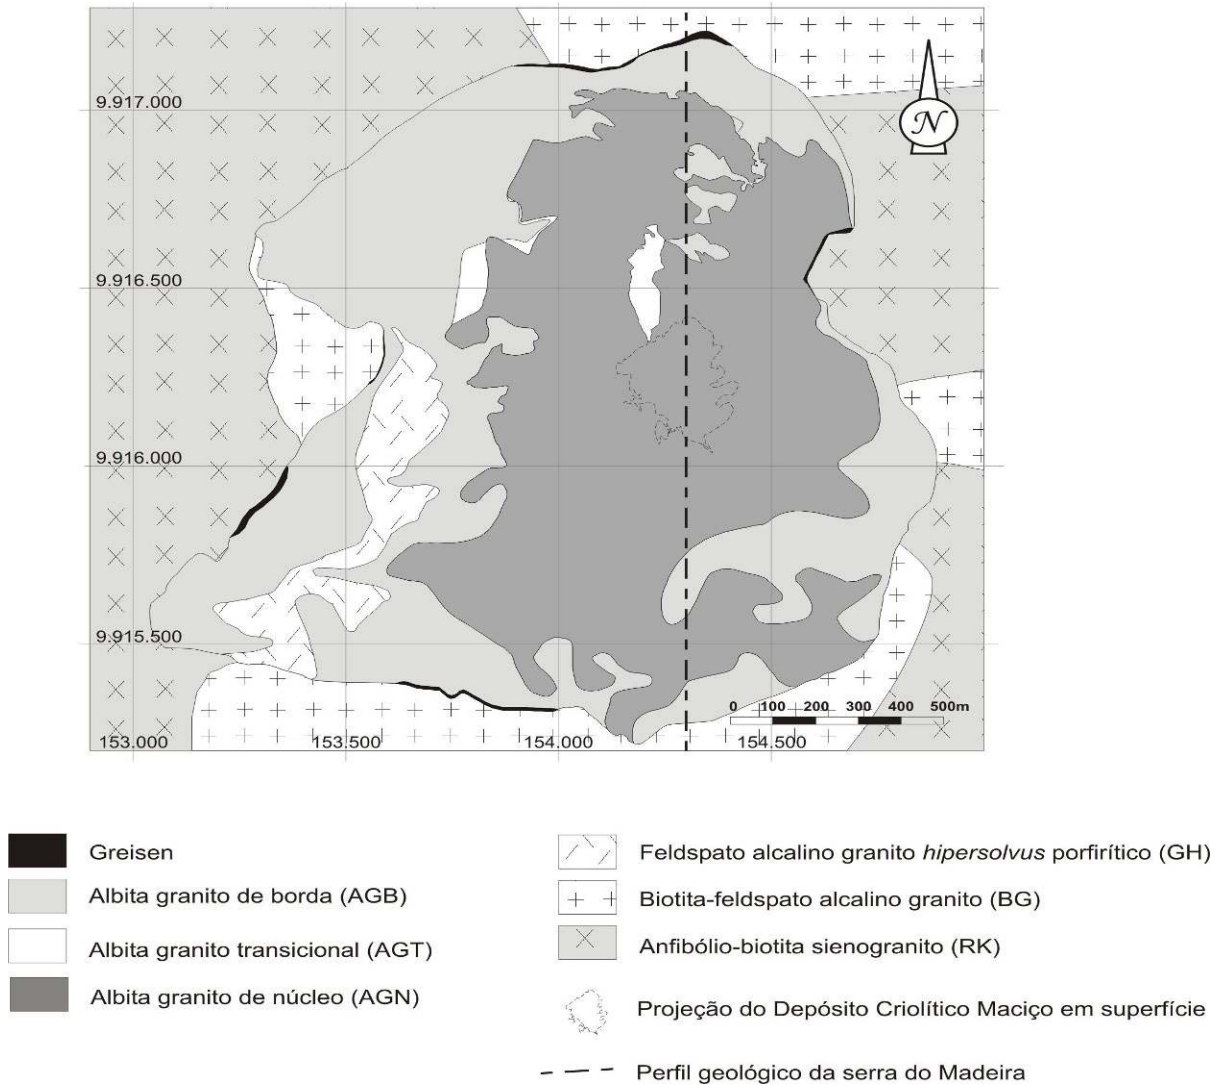 N
9.917.000
9.916.500
9.916.000
9.915.500
0 100 200 300 400 500m
153.000 153.500 154.000 154.500
Greisen
Albita granito de borda (AGB)
Albita granito transicional (AGT)
Albita granito de núcleo (AGN)
Feldspato alcalino granito hipersolvus porfirítico (GH)
Biotita-feldspato alcalino granito (BG)
Anfibólio-biotita sienogranito (RK)
Projeção do Depósito Criolítico Maciço em superfície
Perfil geológico da serra do Madeira